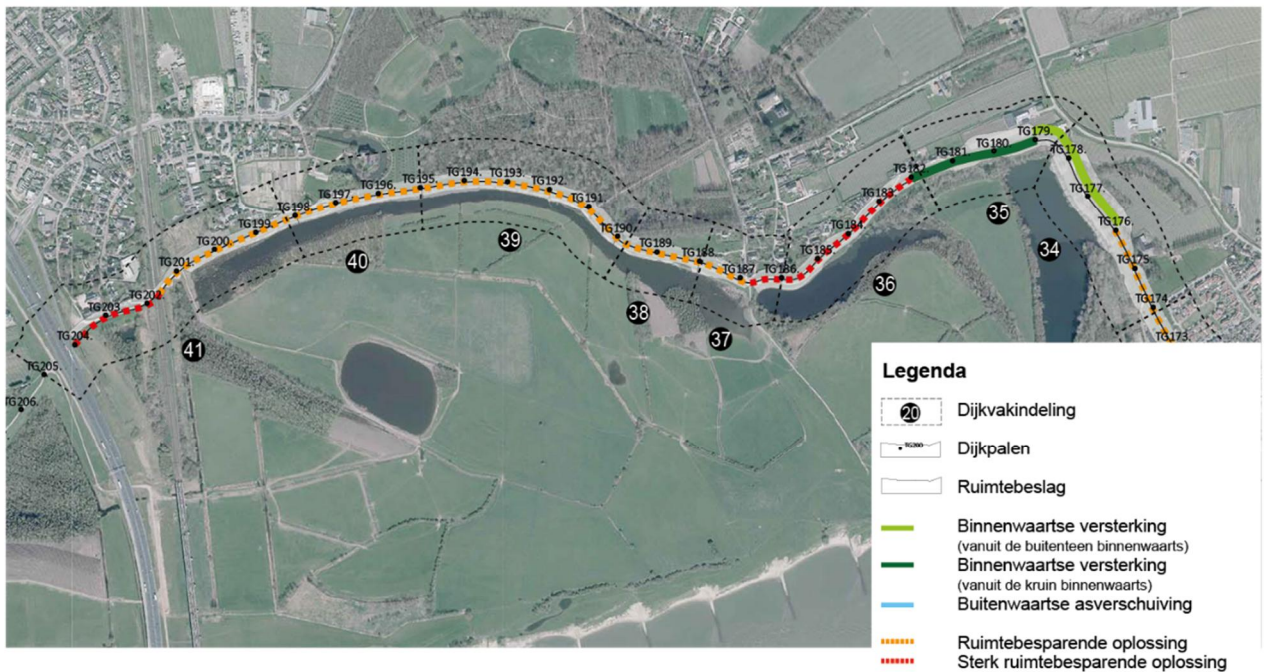 TG179.
TG180.
TG181
TG182
TG178.
TG177.
TG176.
TG175.
TG174.
TG173.
TG183
TG184
TG185
TG186.
TG187.
TG188.
TG189.
TG190.
TG191.
TG192.
TG193.
TG194.
TG195.
TG196.
TG197.
TG198.
TG199.
TG200.
TG201.
TG202
TG203
TG204.
TG205.
TG206.
34
35
36
37
38
39
40
41
Legenda
20 Dijkvakindeling
TG200 Dijkpalen
Ruimtebeslag
Binnenwaartse versterking
(vanuit de buitenteen binnenwaarts)
Binnenwaartse versterking
(vanuit de kruin binnenwaarts)
Buitenwaartse asverschuiving
Ruimtebesparende oplossing
Sterk ruimtebesparende oplossing